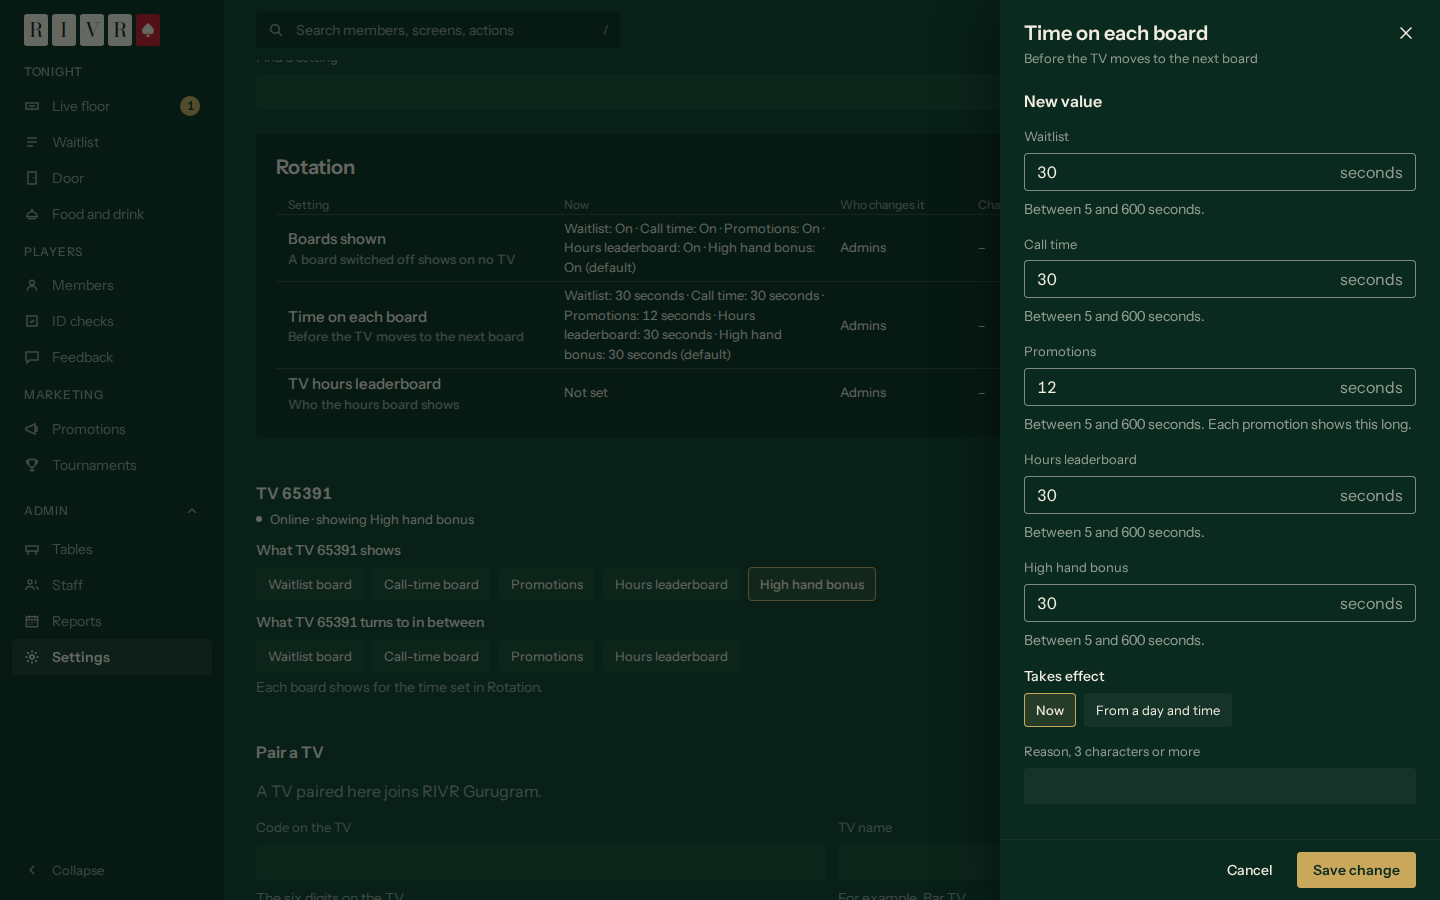 RIVR
TONIGHT
Live floor
1
Waitlist
Door
Food and drink
PLAYERS
Members
ID checks
Feedback
MARKETING
Promotions
Tournaments
ADMIN
Tables
Staff
Reports
Settings
Collapse
Search members, screens, actions
/
Find a setting
Rotation
Setting
Now
Who changes it
Boards shown
A board switched off shows on no TV
Waitlist: On · Call time: On · Promotions: On ·
Hours leaderboard: On · High hand bonus:
On (default)
Admins
–
Time on each board
Before the TV moves to the next board
Waitlist: 30 seconds · Call time: 30 seconds ·
Promotions: 12 seconds · Hours
leaderboard: 30 seconds · High hand
bonus: 30 seconds (default)
Admins
–
TV hours leaderboard
Who the hours board shows
Not set
Admins
–
TV 65391
Online · showing High hand bonus
What TV 65391 shows
Waitlist board
Call-time board
Promotions
Hours leaderboard
High hand bonus
What TV 65391 turns to in between
Waitlist board
Call-time board
Promotions
Hours leaderboard
Each board shows for the time set in Rotation.
Pair a TV
A TV paired here joins RIVR Gurugram.
Code on the TV
TV name
The six digits on the TV
For example, Bar TV
Time on each board
Before the TV moves to the next board
New value
Waitlist
30 seconds
Between 5 and 600 seconds.
Call time
30 seconds
Between 5 and 600 seconds.
Promotions
12 seconds
Between 5 and 600 seconds. Each promotion shows this long.
Hours leaderboard
30 seconds
Between 5 and 600 seconds.
High hand bonus
30 seconds
Between 5 and 600 seconds.
Takes effect
Now
From a day and time
Reason, 3 characters or more
Cancel
Save change